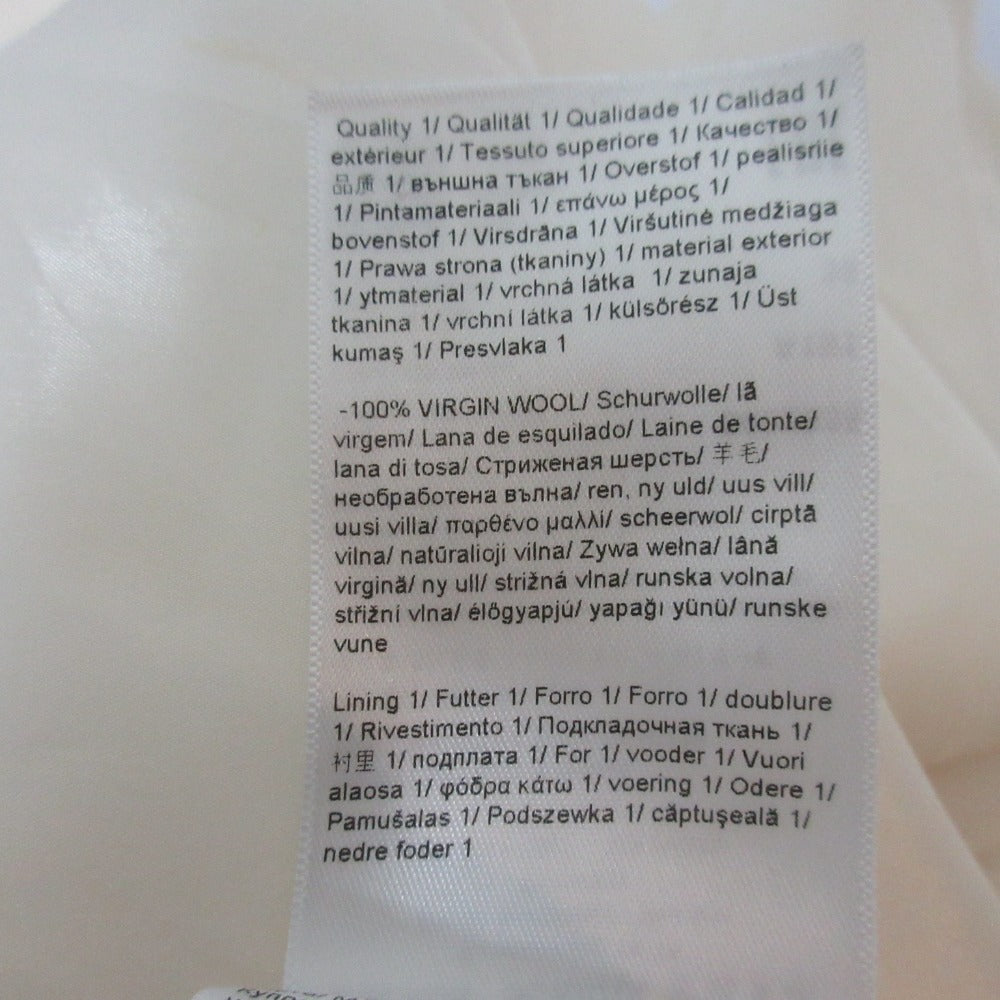 Quality 1/ Qualität 1/ Qualidade 1/ Calidad 1/
extérieur 1/ Tessuto superiore 1/ Качество 1/
品质 1/ външна тъкан 1/ Overstof 1/ pealisriie
1/ Pintamateriaali 1/ επάνω μέρος 1/
bovenstof 1/ Virsdrāna 1/ Viršutinė medžiaga
1/ Prawa strona (tkaniny) 1/ material exterior
1/ ytmaterial 1/ vrchná látka 1/ zunaja
tkanina 1/ vrchní látka 1/ külsőrész 1/ Üst
kumaş 1/ Presvlaka 1
-100% VIRGIN WOOL/ Schurwolle/ lã
virgem/ Lana de esquilado/ Laine de tonte/
lana di tosa/ Стриженая шерсть/ 羊毛/
необработена вълна/ ren, ny uld/ uus vill/
uusi villa/ παρθένο μαλλί/ scheerwol/ cirptā
vilna/ natūralioji vilna/ Zywa wełna/ lână
virgină/ ny ull/ strižná vlna/ runska volna/
střižní vlna/ élőgyapjú/ yapağı yünü/ runske
vune
Lining 1/ Futter 1/ Forro 1/ Forro 1/ doublure
1/ Rivestimento 1/ Подкладочная ткань 1/
衬里 1/ подплата 1/ For 1/ vooder 1/ Vuori
alaosa 1/ φόδρα κάτω 1/ voering 1/ Odere 1/
Pamušalas 1/ Podszewka 1/ căptuşeală 1/
nedre foder 1